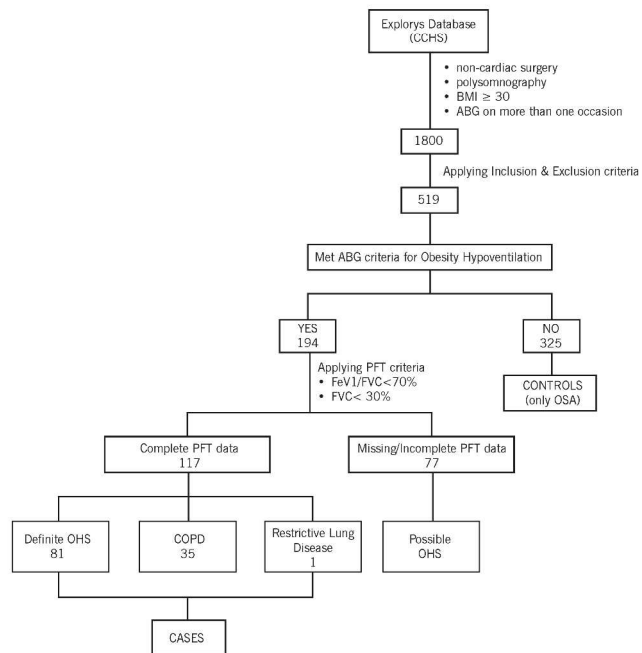 Explorys Database
(CCHS)
• non-cardiac surgery
• polysomnography
• BMI ≥ 30
• ABG on more than one occasion
1800
Applying Inclusion & Exclusion criteria
519
Met ABG criteria for Obesity Hypoventilation
YES
194
NO
325
Applying PFT criteria
• FeV1/FVC<70%
• FVC< 30%
CONTROLS
(only OSA)
Complete PFT data
117
Missing/Incomplete PFT data
77
Definite OHS
81
COPD
35
Restrictive Lung
Disease
1
Possible
OHS
CASES